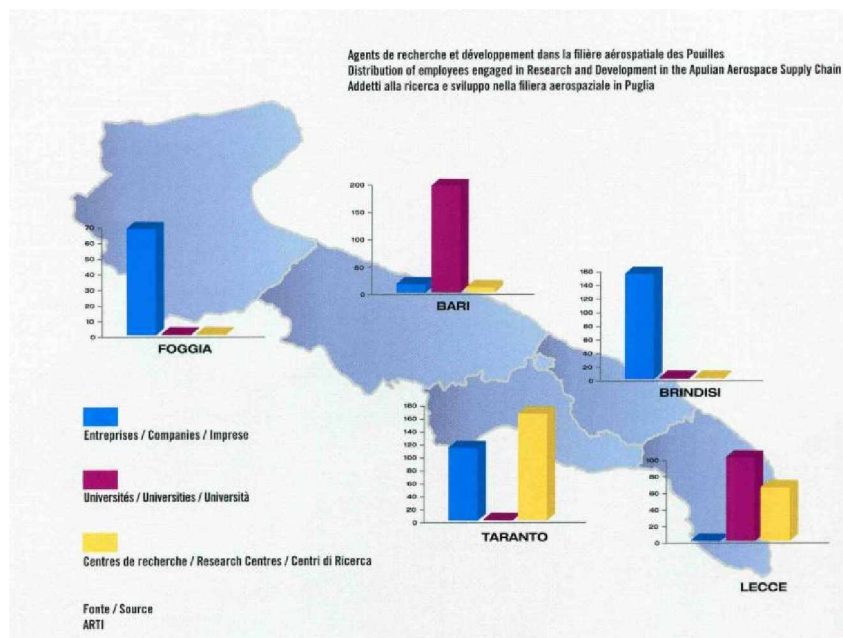 Agents de recherche et développement dans la filière aérospatiale des Pouilles
Distribution of employees engaged in Research and Development in the Apulian Aerospace Supply Chain
Addetti alla ricerca e sviluppo nella filiera aerospaziale in Puglia
200
150
100
50
0
BARI
70
60
50
40
30
20
10
0
FOGGIA
160
140
120
100
80
60
40
20
0
BRINDISI
180
160
140
120
100
80
60
40
20
0
TARANTO
100
80
60
40
20
0
LECCE
Entreprises / Companies / Imprese
Universités / Universities / Università
Centres de recherche / Research Centres / Centri di Ricerca
Fonte / Source
ARTI